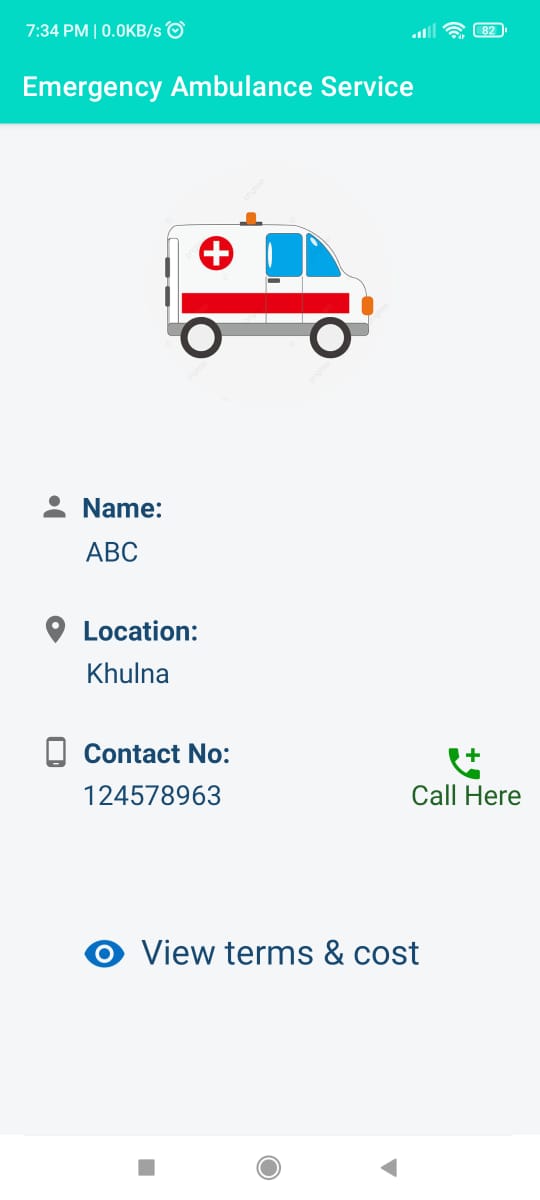 7:34 PM | 0.0KB/s
82
Emergency Ambulance Service
Name:
ABC
Location:
Khulna
Contact No:
124578963
Call Here
View terms & cost